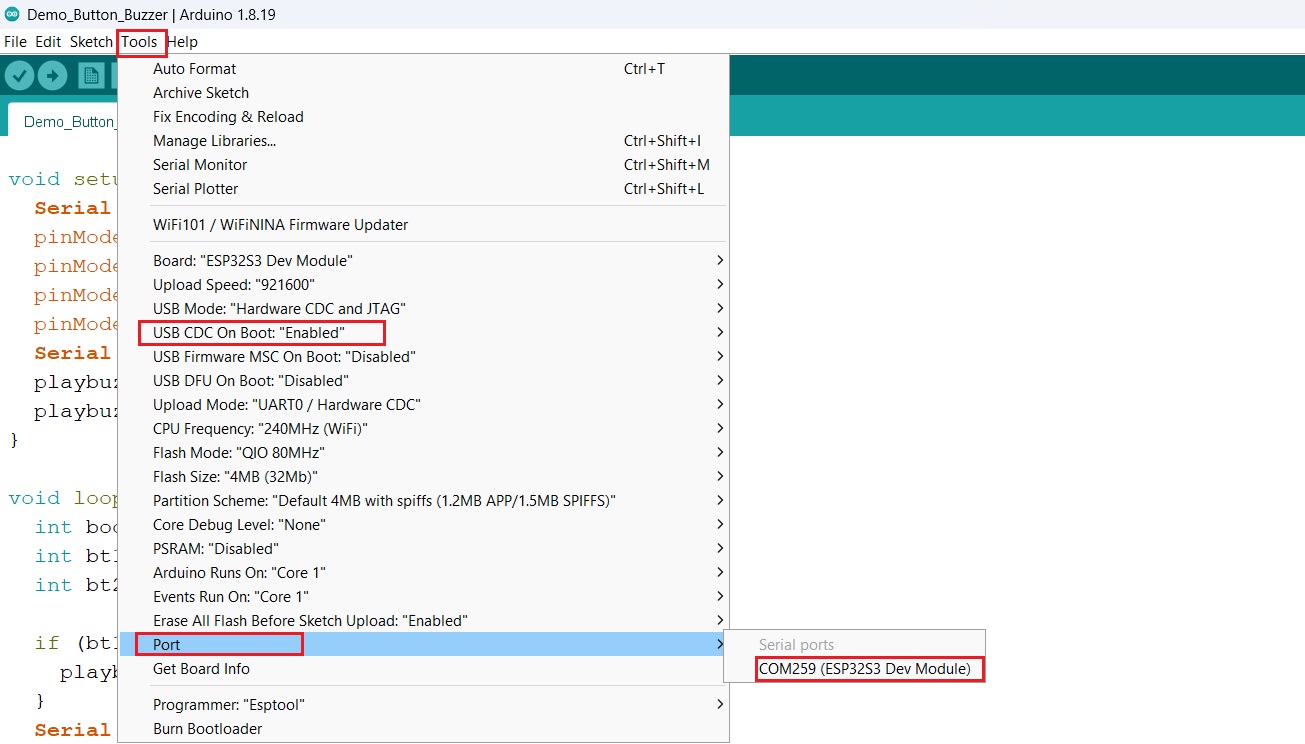 Demo_Button_Buzzer | Arduino 1.8.19
File Edit Sketch Tools Help
Auto Format Ctrl+T
Archive Sketch
Fix Encoding & Reload
Manage Libraries... Ctrl+Shift+I
Serial Monitor Ctrl+Shift+M
Serial Plotter Ctrl+Shift+L
WiFi101 / WiFiNINA Firmware Updater
Board: "ESP32S3 Dev Module"
Upload Speed: "921600"
USB Mode: "Hardware CDC and JTAG"
USB CDC On Boot: "Enabled"
USB Firmware MSC On Boot: "Disabled"
USB DFU On Boot: "Disabled"
Upload Mode: "UART0 / Hardware CDC"
CPU Frequency: "240MHz (WiFi)"
Flash Mode: "QIO 80MHz"
Flash Size: "4MB (32Mb)"
Partition Scheme: "Default 4MB with spiffs (1.2MB APP/1.5MB SPIFFS)"
Core Debug Level: "None"
PSRAM: "Disabled"
Arduino Runs On: "Core 1"
Events Run On: "Core 1"
Erase All Flash Before Sketch Upload: "Enabled"
Port
Get Board Info
Programmer: "Esptool"
Burn Bootloader
Serial ports
COM259 (ESP32S3 Dev Module)
Demo_Button_
void setu
Serial
pinMode
pinMode
pinMode
pinMode
Serial
playbuz
playbuz
}
void loop
int boo
int bt1
int bt2
if (bt1
playb
}
Serial